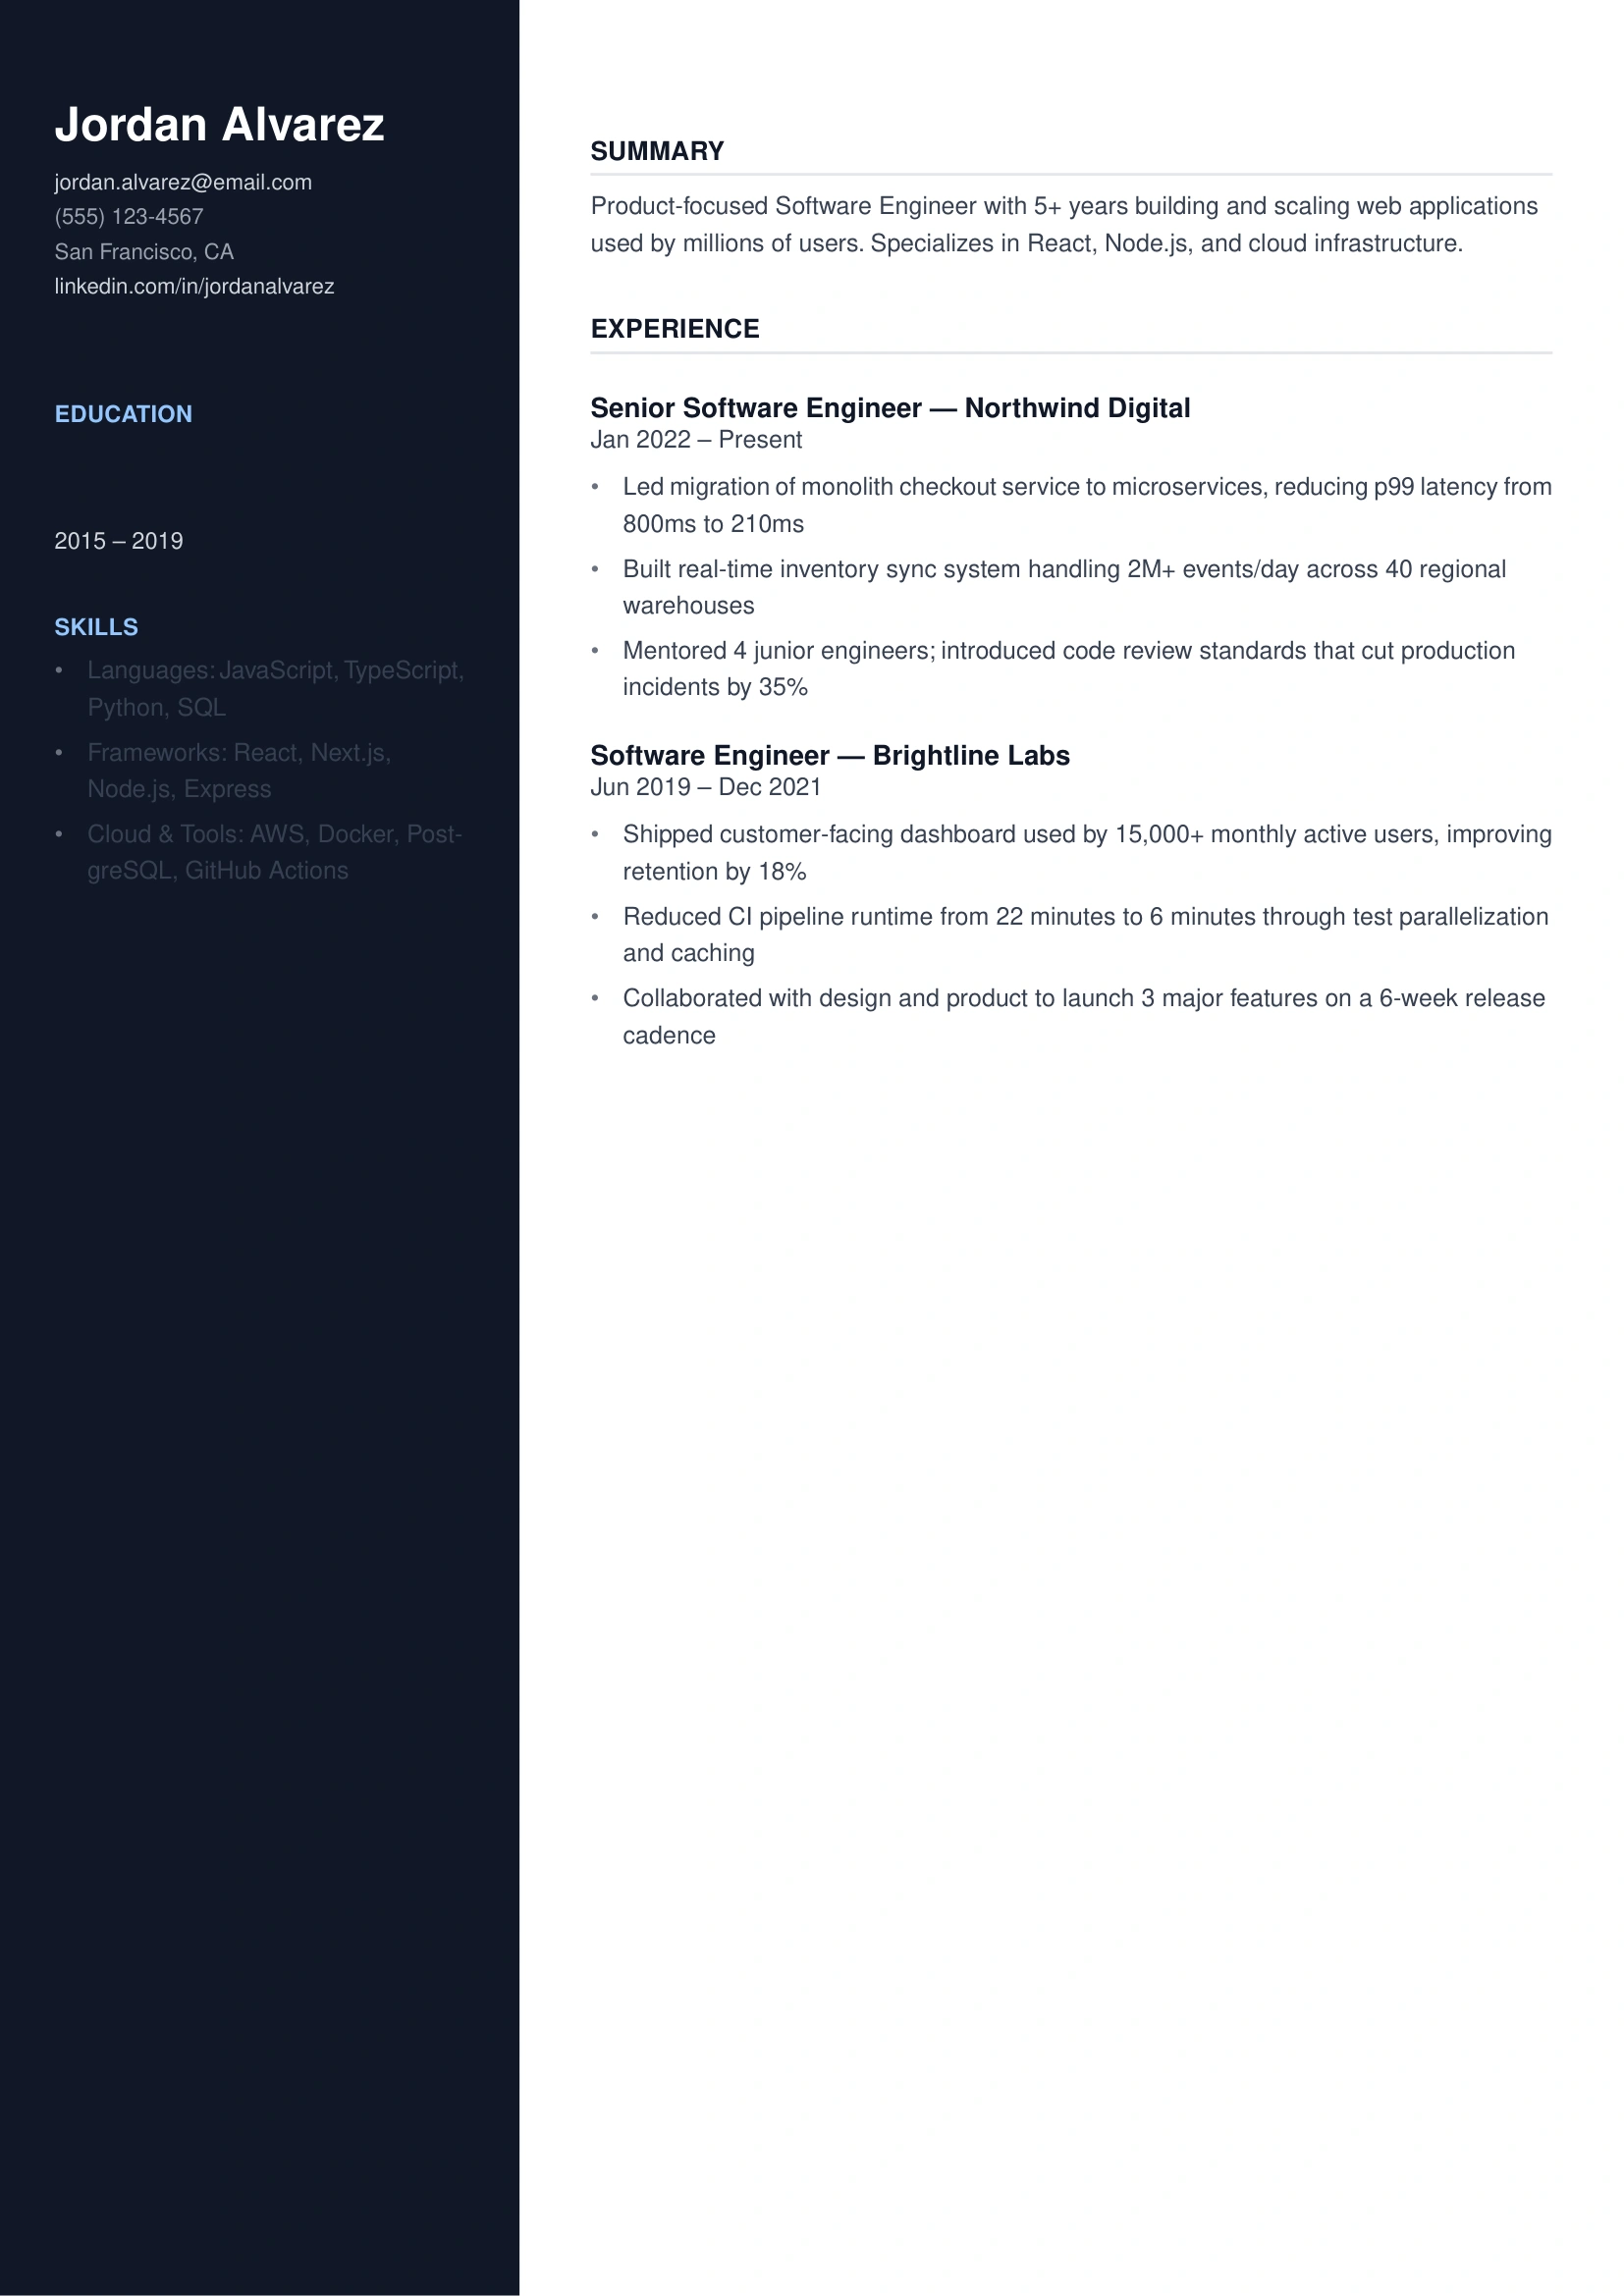 Jordan Alvarez
jordan.alvarez@email.com
(555) 123-4567
San Francisco, CA
linkedin.com/in/jordanalvarez
EDUCATION
2015 – 2019
SKILLS
• Languages: JavaScript, TypeScript,
Python, SQL
• Frameworks: React, Next.js,
Node.js, Express
• Cloud & Tools: AWS, Docker, Post-
greSQL, GitHub Actions
SUMMARY
Product-focused Software Engineer with 5+ years building and scaling web applications
used by millions of users. Specializes in React, Node.js, and cloud infrastructure.
EXPERIENCE
Senior Software Engineer — Northwind Digital
Jan 2022 – Present
• Led migration of monolith checkout service to microservices, reducing p99 latency from
800ms to 210ms
• Built real-time inventory sync system handling 2M+ events/day across 40 regional
warehouses
• Mentored 4 junior engineers; introduced code review standards that cut production
incidents by 35%
Software Engineer — Brightline Labs
Jun 2019 – Dec 2021
• Shipped customer-facing dashboard used by 15,000+ monthly active users, improving
retention by 18%
• Reduced CI pipeline runtime from 22 minutes to 6 minutes through test parallelization
and caching
• Collaborated with design and product to launch 3 major features on a 6-week release
cadence